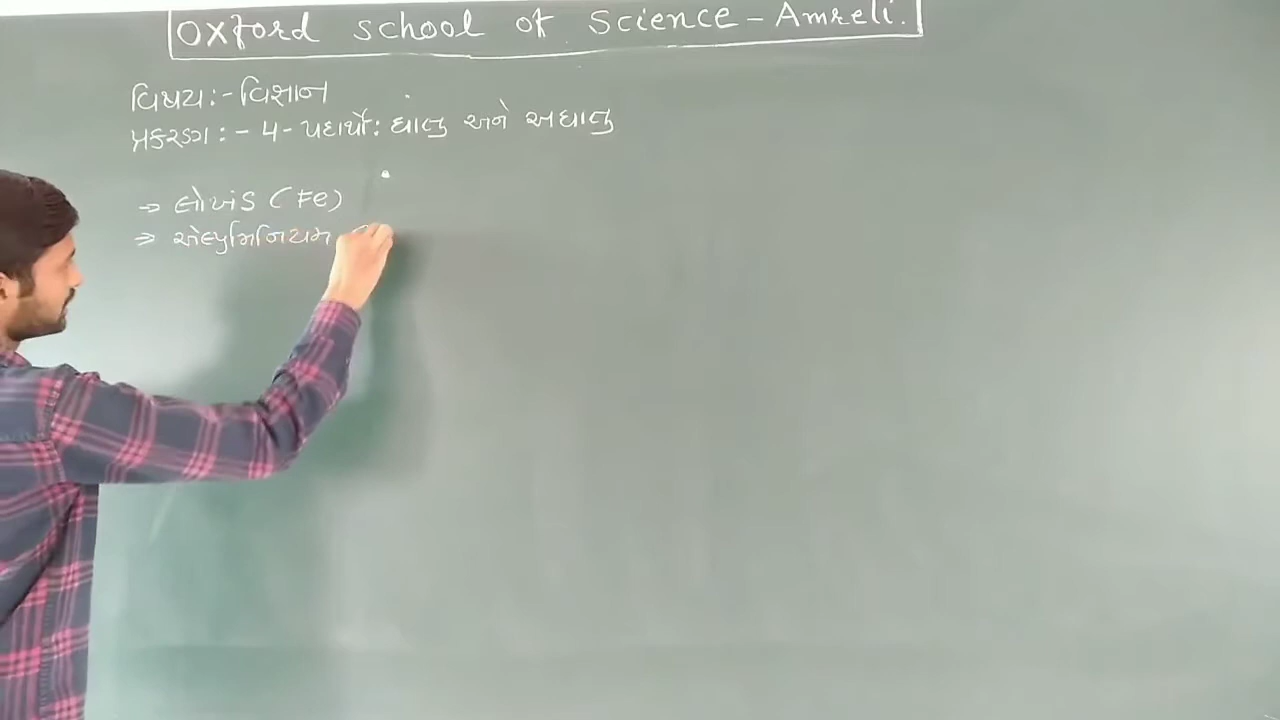 Oxford school of Science - Amreli.
વિષય :- વિજ્ઞાન
પ્રકરણ :- 4 - પદાર્થો : ધાતુ અને અધાતુ
→ લોખંડ (Fe)
⇒ એલ્યુમિનિયમ